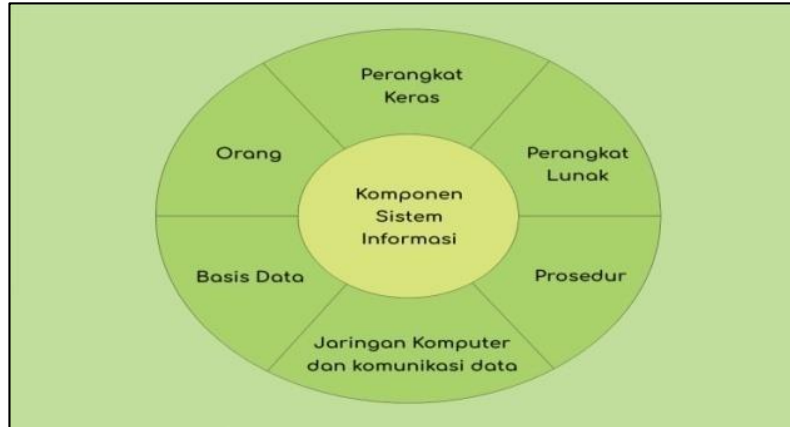 Perangkat
Keras
Perangkat
Lunak
Prosedur
Jaringan Komputer
dan komunikasi data
Basis Data
Orang
Komponen
Sistem
Informasi